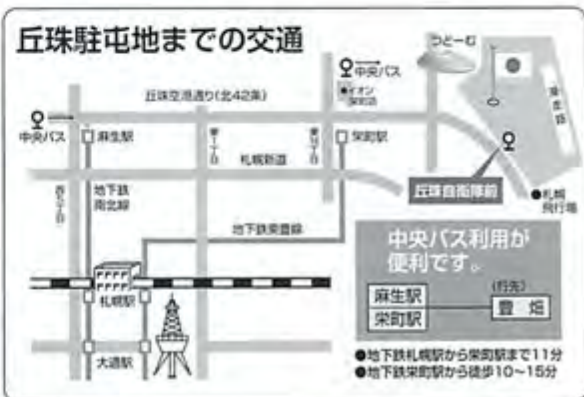 丘珠駐屯地までの交通
つどーむ
中央バス
イオン
栄町店
丘珠空港通り(北42条)
滑走路
中央バス
麻生駅
栄町駅
札幌新道
丘珠自衛隊前
札幌
飛行場
地下鉄
南北線
地下鉄東豊線
中央バス利用が
便利です。
麻生駅
栄町駅
(行先)
豊畑
札幌駅
大通駅
●地下鉄札幌駅から栄町駅まで11分
●地下鉄栄町駅から徒歩10～15分